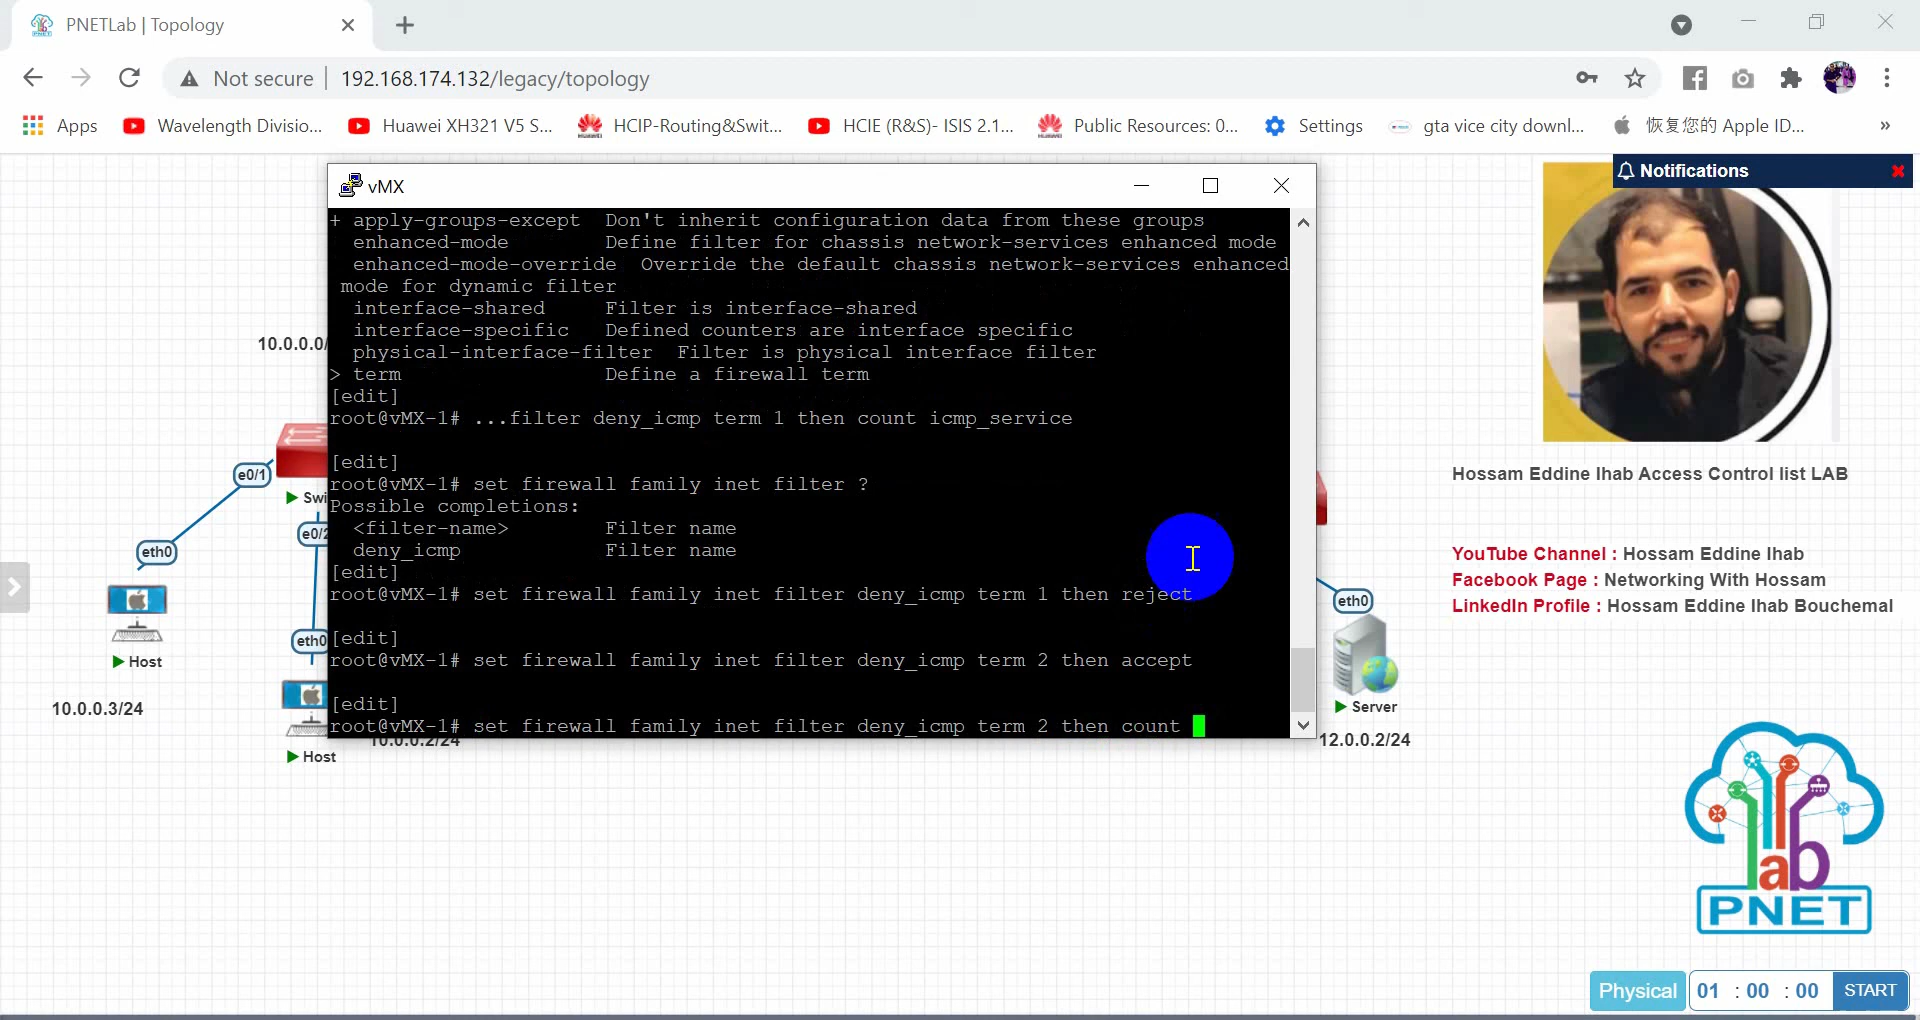 PNETLab | Topology
Not secure
192.168.174.132/legacy/topology
Apps
Wavelength Divisio...
Huawei XH321 V5 S...
HCIP-Routing&Swit...
HCIE (R&S)- ISIS 2.1...
Public Resources: 0...
Settings
gta vice city downl...
恢复您的 Apple ID...
»
vMX
+ apply-groups-except  Don't inherit configuration data from these groups
enhanced-mode        Define filter for chassis network-services enhanced mode
enhanced-mode-override  Override the default chassis network-services enhanced
mode for dynamic filter
interface-shared     Filter is interface-shared
interface-specific   Defined counters are interface specific
physical-interface-filter  Filter is physical interface filter
> term                 Define a firewall term
[edit]
root@vMX-1# ...filter deny_icmp term 1 then count icmp_service
[edit]
root@vMX-1# set firewall family inet filter ?
Possible completions:
<filter-name>        Filter name
deny_icmp            Filter name
[edit]
root@vMX-1# set firewall family inet filter deny_icmp term 1 then reject
[edit]
root@vMX-1# set firewall family inet filter deny_icmp term 2 then accept
[edit]
root@vMX-1# set firewall family inet filter deny_icmp term 2 then count
10.0.0.0/
e0/1
Swi
e0/2
eth0
Host
10.0.0.3/24
eth0
10.0.0.2/24
Host
eth0
Server
12.0.0.2/24
Notifications
Hossam Eddine Ihab Access Control list LAB
YouTube Channel : Hossam Eddine Ihab
Facebook Page : Networking With Hossam
LinkedIn Profile : Hossam Eddine Ihab Bouchemal
lab
PNET
Physical
01 : 00 : 00
START